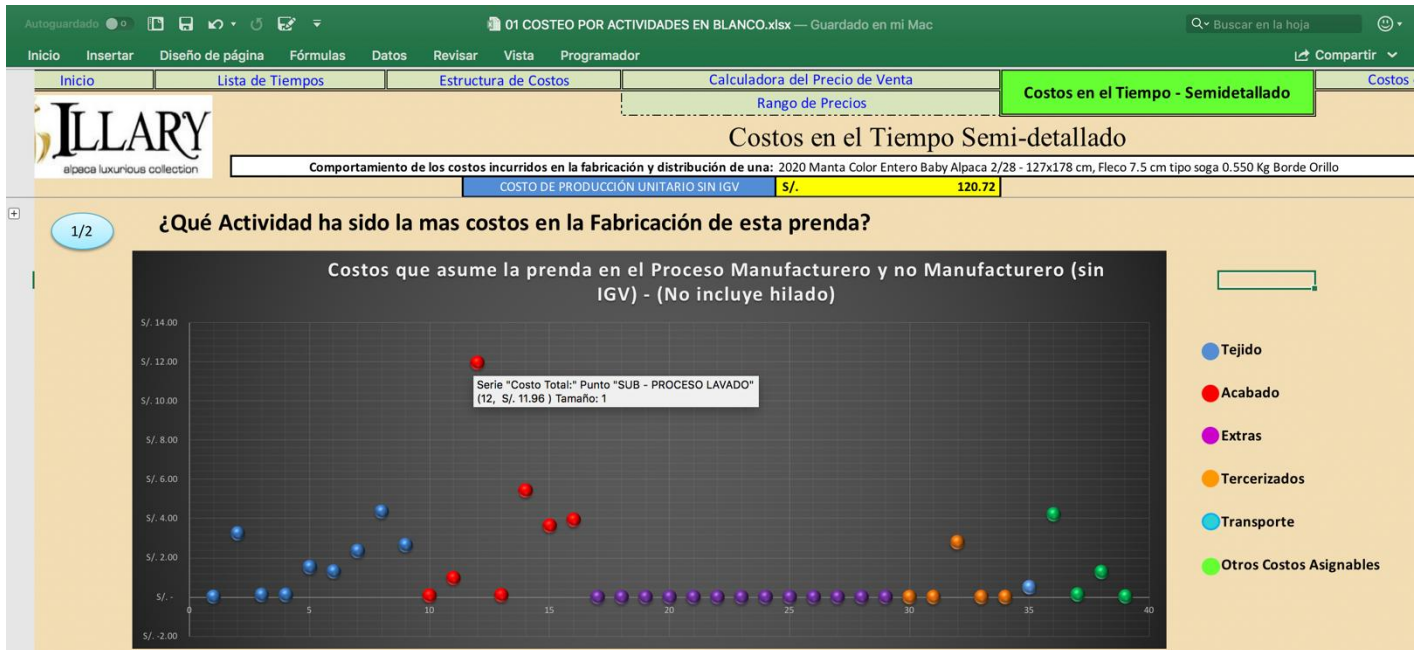 Autoguardado
01 COSTEO POR ACTIVIDADES EN BLANCO.xlsx — Guardado en mi Mac
Buscar en la hoja
Inicio Insertar Diseño de página Fórmulas Datos Revisar Vista Programador
Compartir
Inicio Lista de Tiempos Estructura de Costos Calculadora del Precio de Venta Costos en el Tiempo - Semidetallado Costos
Rango de Precios
ILLARY
alpaca luxurious collection
Costos en el Tiempo Semi-detallado
Comportamiento de los costos incurridos en la fabricación y distribución de una: 2020 Manta Color Entero Baby Alpaca 2/28 - 127x178 cm, Fleco 7.5 cm tipo soga 0.550 Kg Borde Orillo
COSTO DE PRODUCCIÓN UNITARIO SIN IGV S/. 120.72
1/2
¿Qué Actividad ha sido la mas costos en la Fabricación de esta prenda?
Costos que asume la prenda en el Proceso Manufacturero y no Manufacturero (sin
IGV) - (No incluye hilado)
S/. 14.00
S/. 12.00
S/. 10.00
S/. 8.00
S/. 6.00
S/. 4.00
S/. 2.00
S/. -
S/. -2.00
0 5 10 15 20 25 30 35 40
Serie "Costo Total:" Punto "SUB - PROCESO LAVADO"
(12, S/. 11.96 ) Tamaño: 1
Tejido
Acabado
Extras
Tercerizados
Transporte
Otros Costos Asignables